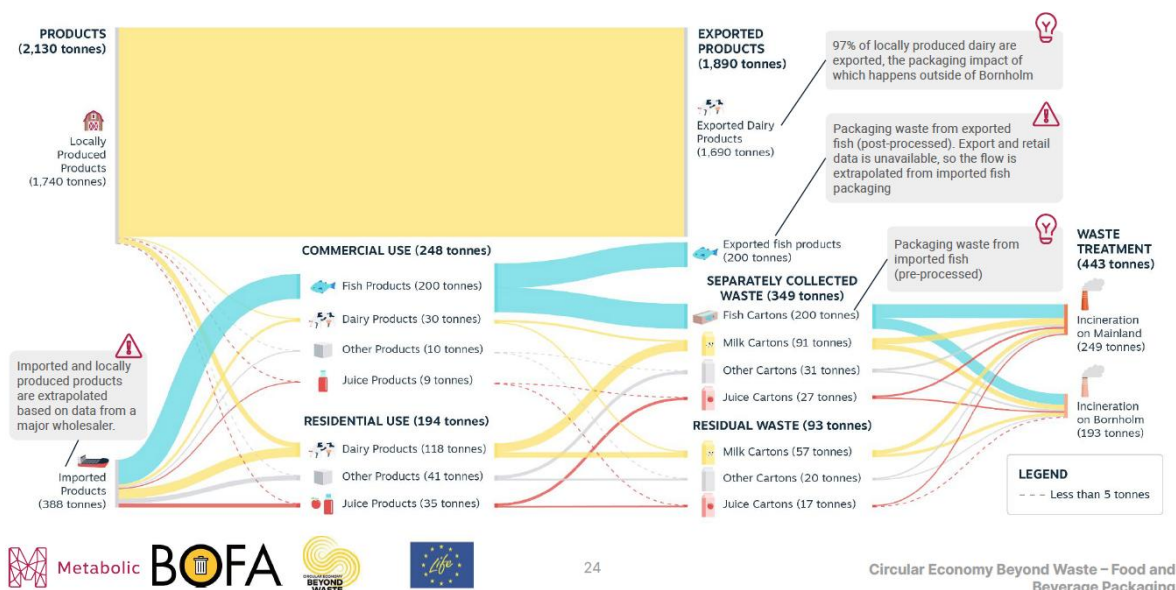 PRODUCTS
(2,130 tonnes)
Locally
Produced
Products
(1,740 tonnes)
Imported and locally
produced products
are extrapolated
based on data from a
major wholesaler.
Imported
Products
(388 tonnes)
COMMERCIAL USE (248 tonnes)
Fish Products (200 tonnes)
Dairy Products (30 tonnes)
Other Products (10 tonnes)
Juice Products (9 tonnes)
RESIDENTIAL USE (194 tonnes)
Dairy Products (118 tonnes)
Other Products (41 tonnes)
Juice Products (35 tonnes)
EXPORTED
PRODUCTS
(1,890 tonnes)
Exported Dairy
Products
(1,690 tonnes)
Exported fish products
(200 tonnes)
SEPARATELY COLLECTED
WASTE (349 tonnes)
Fish Cartons (200 tonnes)
Milk Cartons (91 tonnes)
Other Cartons (31 tonnes)
Juice Cartons (27 tonnes)
RESIDUAL WASTE (93 tonnes)
Milk Cartons (57 tonnes)
Other Cartons (20 tonnes)
Juice Cartons (17 tonnes)
97% of locally produced dairy are
exported, the packaging impact of
which happens outside of Bornholm
Packaging waste from exported
fish (post-processed). Export and retail
data is unavailable, so the flow is
extrapolated from imported fish
packaging
Packaging waste from
imported fish
(pre-processed)
WASTE
TREATMENT
(443 tonnes)
Incineration
on Mainland
(249 tonnes)
Incineration
on Bornholm
(193 tonnes)
LEGEND
Less than 5 tonnes
Metabolic
BOFA
CIRCULAR ECONOMY
BEYOND
WASTE
Life
24
Circular Economy Beyond Waste – Food and
Beverage Packaging